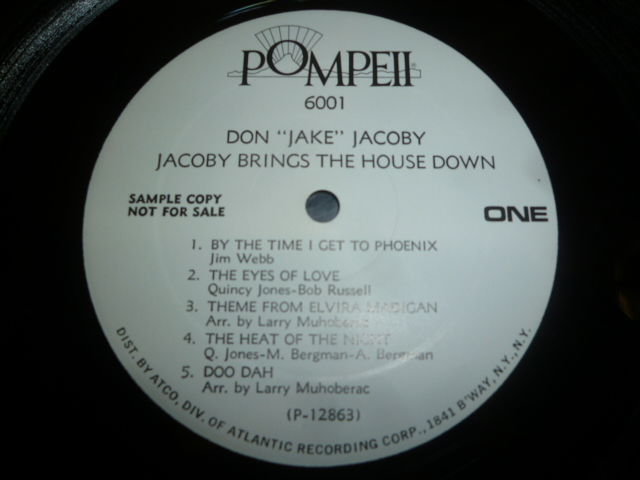 POMPEII
6001
DON "JAKE" JACOBY
JACOBY BRINGS THE HOUSE DOWN
SAMPLE COPY
NOT FOR SALE
ONE
1. BY THE TIME I GET TO PHOENIX
Jim Webb
2. THE EYES OF LOVE
Quincy Jones-Bob Russell
3. THEME FROM ELVIRA MADIGAN
Arr. by Larry Muhoberac
4. THE HEAT OF THE NIGHT
Q. Jones-M. Bergman-A. Bergman
5. DOO DAH
Arr. by Larry Muhoberac
(P-12863)
DIST. BY ATCO, DIV. OF ATLANTIC RECORDING CORP., 1841 B'WAY, N.Y., N.Y.